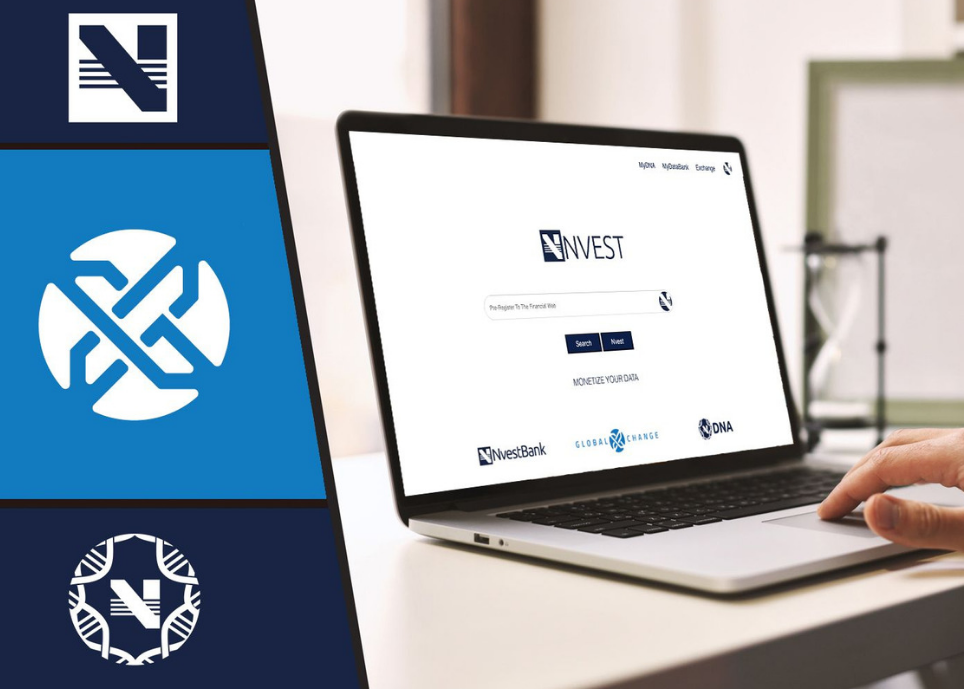 MyDNA MyDataBank Exchange
NVEST
Pre-Register To The Financial Web
Search Nvest
MONETIZE YOUR DATA
NvestBank
GLOBAL X CHANGE
DNA